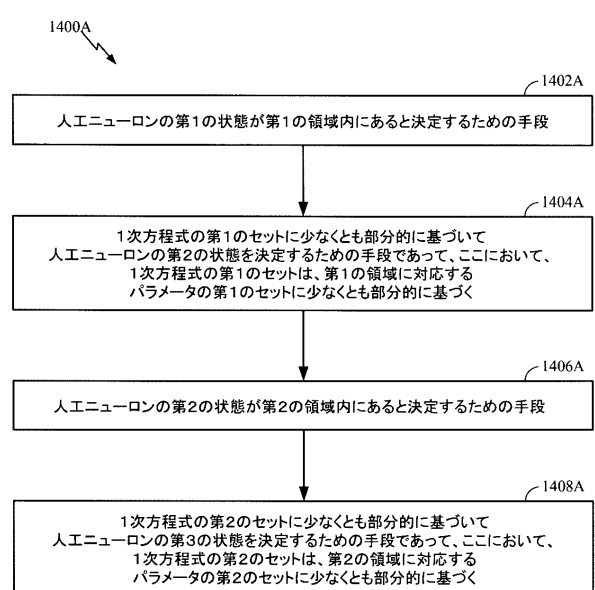 1400A
1402A
人工ニューロンの第1の状態が第1の領域内にあると決定するための手段
1404A
1次方程式の第1のセットに少なくとも部分的に基づいて
人工ニューロンの第2の状態を決定するための手段であって、ここにおいて、
1次方程式の第1のセットは、第1の領域に対応する
パラメータの第1のセットに少なくとも部分的に基づく
1406A
人工ニューロンの第2の状態が第2の領域内にあると決定するための手段
1408A
1次方程式の第2のセットに少なくとも部分的に基づいて
人工ニューロンの第3の状態を決定するための手段であって、ここにおいて、
1次方程式の第2のセットは、第2の領域に対応する
パラメータの第2のセットに少なくとも部分的に基づく